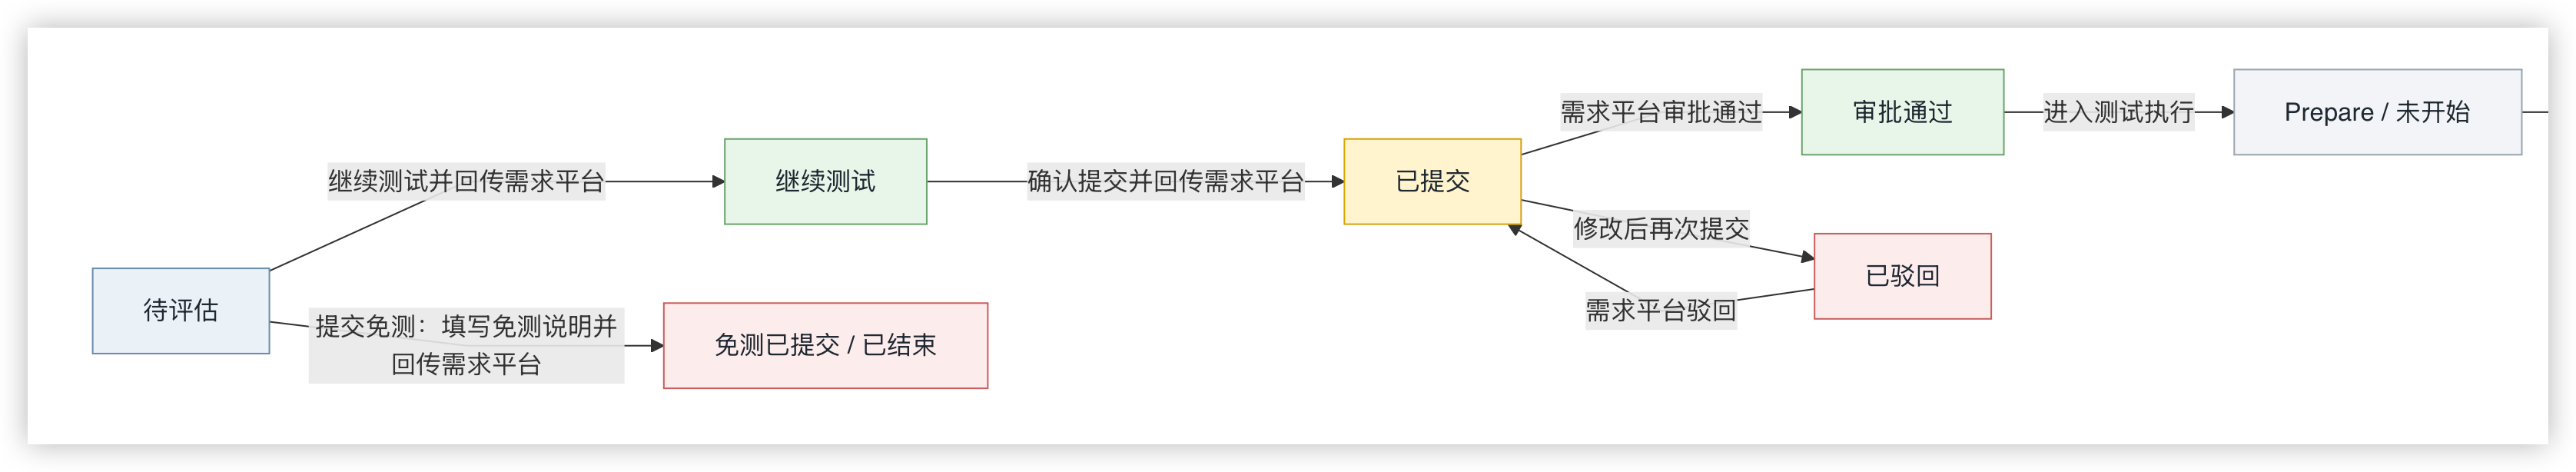 需求平台审批通过
审批通过
进入测试执行
Prepare / 未开始
继续测试并回传需求平台
继续测试
确认提交并回传需求平台
已提交
修改后再次提交
已驳回
需求平台驳回
待评估
提交免测：填写免测说明并
回传需求平台
免测已提交 / 已结束